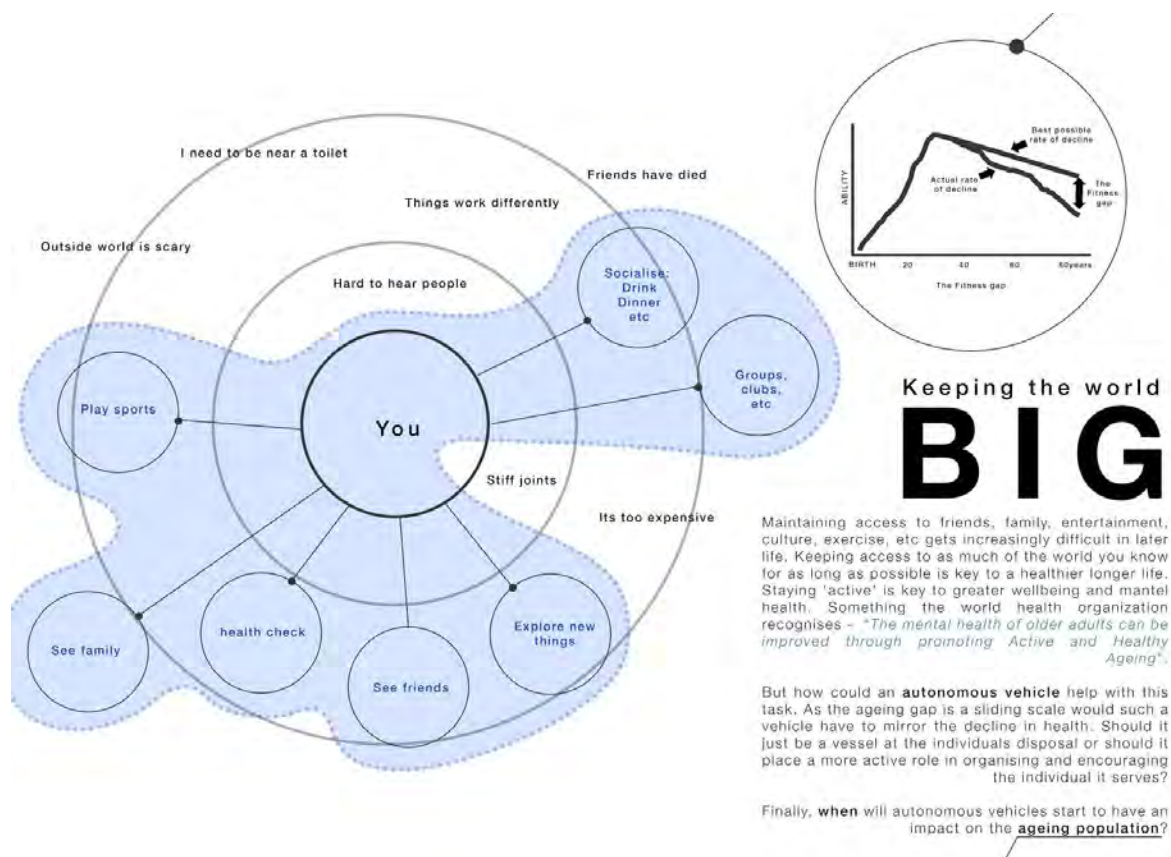 I need to be near a toilet
Friends have died
Things work differently
Outside world is scary
Hard to hear people
Socialise:
Drink
Dinner
etc
Groups,
clubs,
etc
Play sports
You
Stiff joints
Its too expensive
See family
health check
See friends
Explore new
things
Best possible
rate of decline
Actual rate
of decline
The
Fitness
gap
ABILITY
BIRTH 20 40 60 80years
The Fitness gap
Keeping the world
BIG
Maintaining access to friends, family, entertainment,
culture, exercise, etc gets increasingly difficult in later
life. Keeping access to as much of the world you know
for as long as possible is key to a healthier longer life.
Staying 'active' is key to greater wellbeing and mantel
health. Something the world health organization
recognises – "The mental health of older adults can be
improved through promoting Active and Healthy
Ageing".
But how could an autonomous vehicle help with this
task. As the ageing gap is a sliding scale would such a
vehicle have to mirror the decline in health. Should it
just be a vessel at the individuals disposal or should it
place a more active role in organising and encouraging
the individual it serves?
Finally, when will autonomous vehicles start to have an
impact on the ageing population?